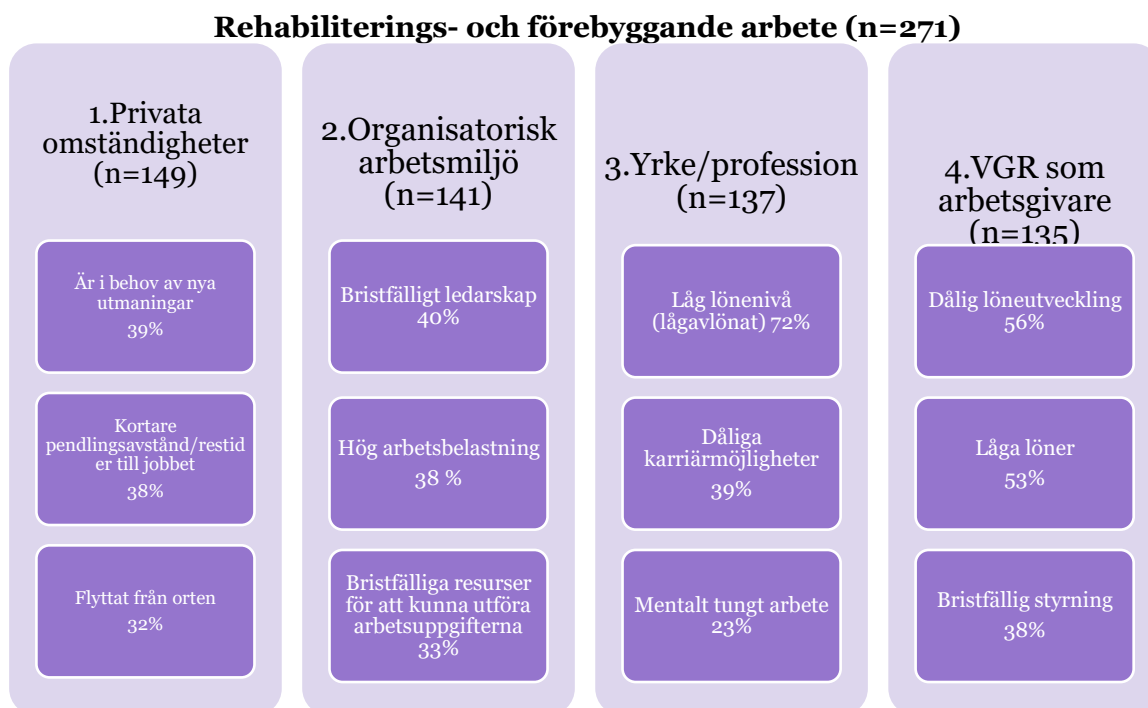 Rehabiliterings- och förebyggande arbete (n=271)
1.Privata
omständigheter
(n=149)
Är i behov av nya
utmaningar
39%
Kortare
pendlingsavstånd/restid
er till jobbet
38%
Flyttat från orten
32%
2.Organisatorisk
arbetsmiljö
(n=141)
Bristfälligt ledarskap
40%
Hög arbetsbelastning
38 %
Bristfälliga resurser
för att kunna utföra
arbetsuppgifterna
33%
3.Yrke/profession
(n=137)
Låg lönenivå
(lågavlönat) 72%
Dåliga
karriärmöjligheter
39%
Mentalt tungt arbete
23%
4.VGR som
arbetsgivare
(n=135)
Dålig löneutveckling
56%
Låga löner
53%
Bristfällig styrning
38%